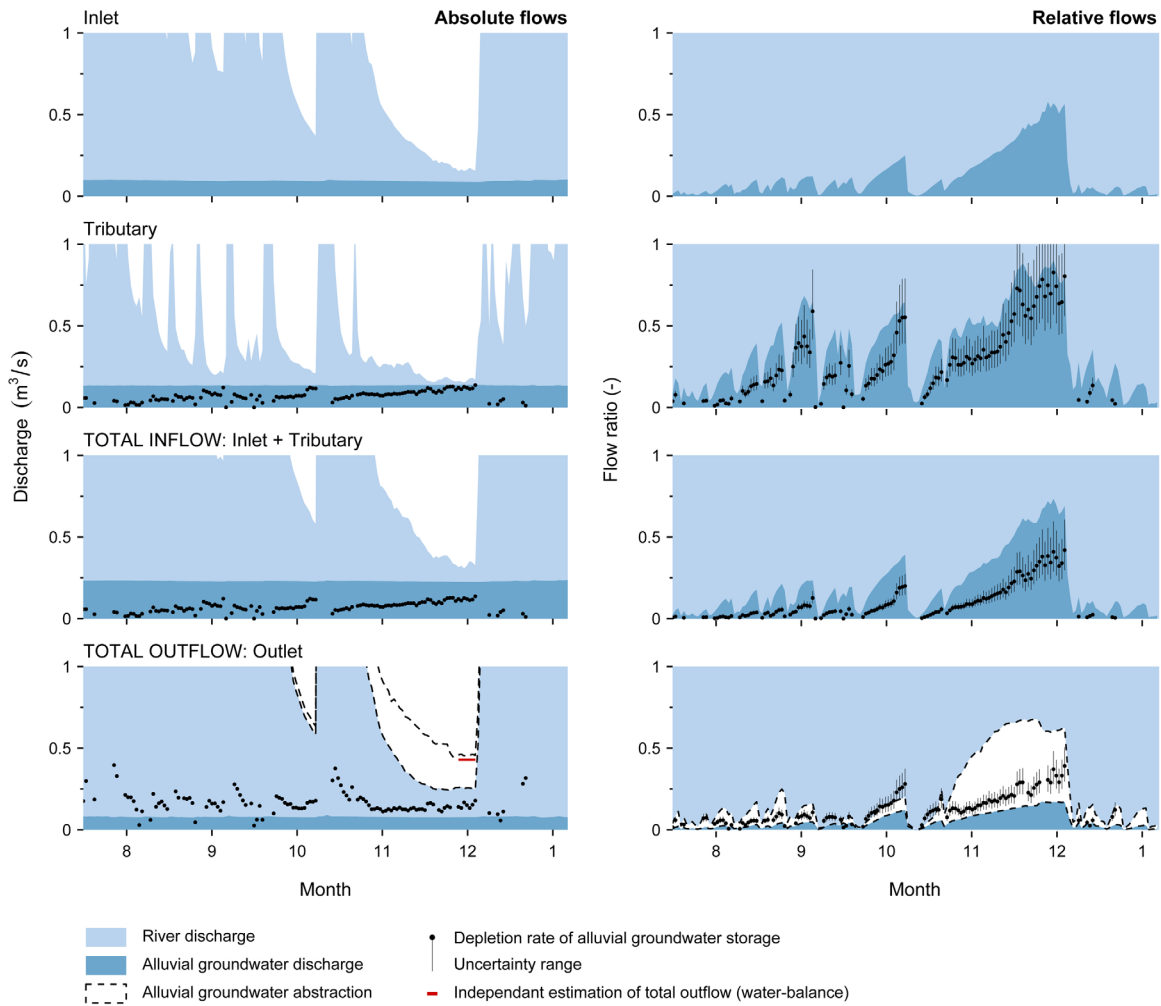 Inlet
Absolute flows
Relative flows
1
0.5
0
1
0.5
0
Tributary
1
0.5
0
1
0.5
0
TOTAL INFLOW: Inlet + Tributary
1
0.5
0
1
0.5
0
TOTAL OUTFLOW: Outlet
1
0.5
0
1
0.5
0
Discharge (m³/s)
Flow ratio (-)
8 9 10 11 12 1
8 9 10 11 12 1
Month
Month
River discharge
Alluvial groundwater discharge
Alluvial groundwater abstraction
Depletion rate of alluvial groundwater storage
Uncertainty range
Independant estimation of total outflow (water-balance)